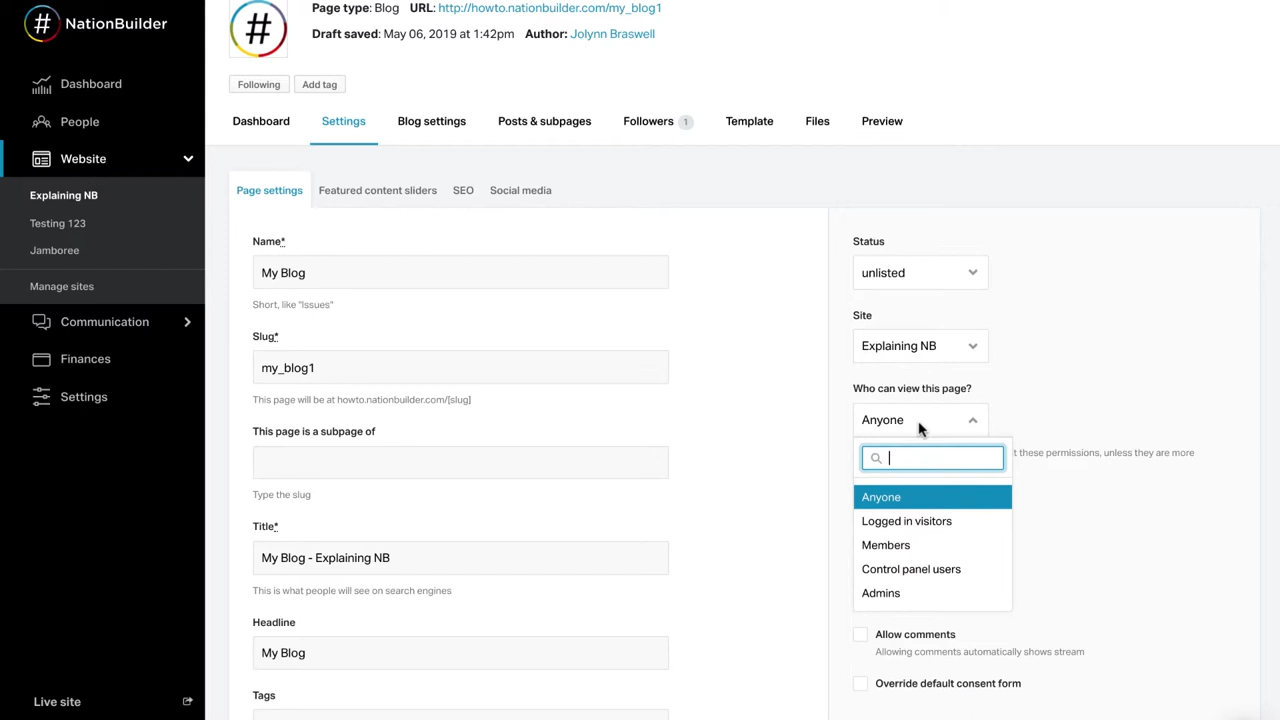 NationBuilder
Page type: Blog URL: http://howto.nationbuilder.com/my_blog1
Draft saved: May 06, 2019 at 1:42pm Author: Jolynn Braswell
Following Add tag
Dashboard
People
Website
Explaining NB
Testing 123
Jamboree
Manage sites
Communication
Finances
Settings
Live site
Dashboard Settings Blog settings Posts & subpages Followers 1 Template Files Preview
Page settings Featured content sliders SEO Social media
Name*
My Blog
Short, like "Issues"
Slug*
my_blog1
This page will be at howto.nationbuilder.com/[slug]
This page is a subpage of
Type the slug
Title*
My Blog - Explaining NB
This is what people will see on search engines
Headline
My Blog
Tags
Status
unlisted
Site
Explaining NB
Who can view this page?
Anyone
t these permissions, unless they are more
Anyone
Logged in visitors
Members
Control panel users
Admins
Allow comments
Allowing comments automatically shows stream
Override default consent form